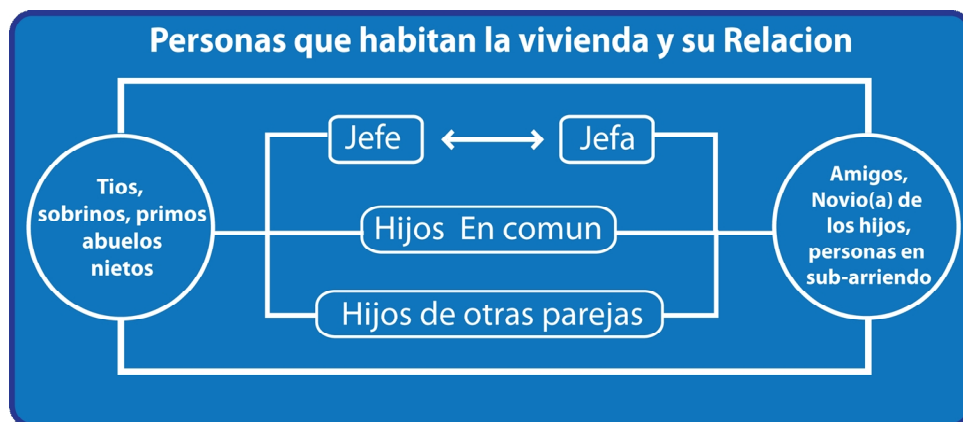 Personas que habitan la vivienda y su Relacion
Jefe
Jefa
Tios,
sobrinos, primos
abuelos
nietos
Hijos En comun
Amigos,
Novio(a) de
los hijos,
personas en
sub-arriendo
Hijos de otras parejas